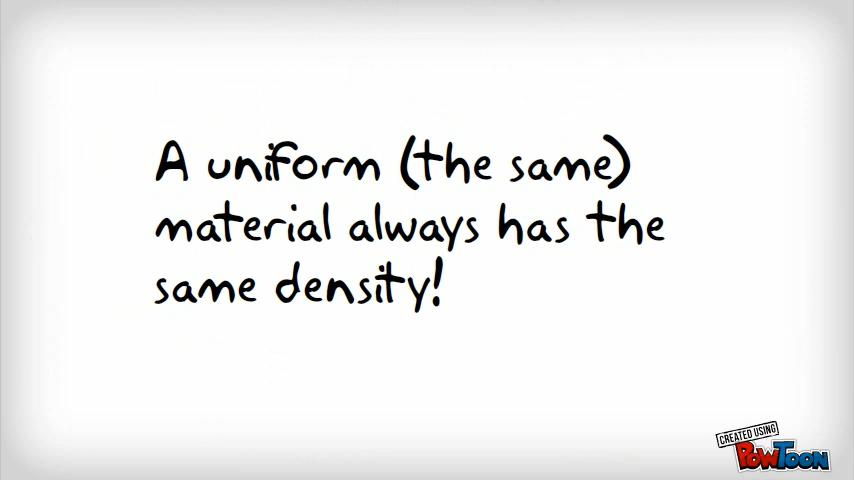 A uniform (the same)
material always has the
same density!
CREATED USING
POWTOON